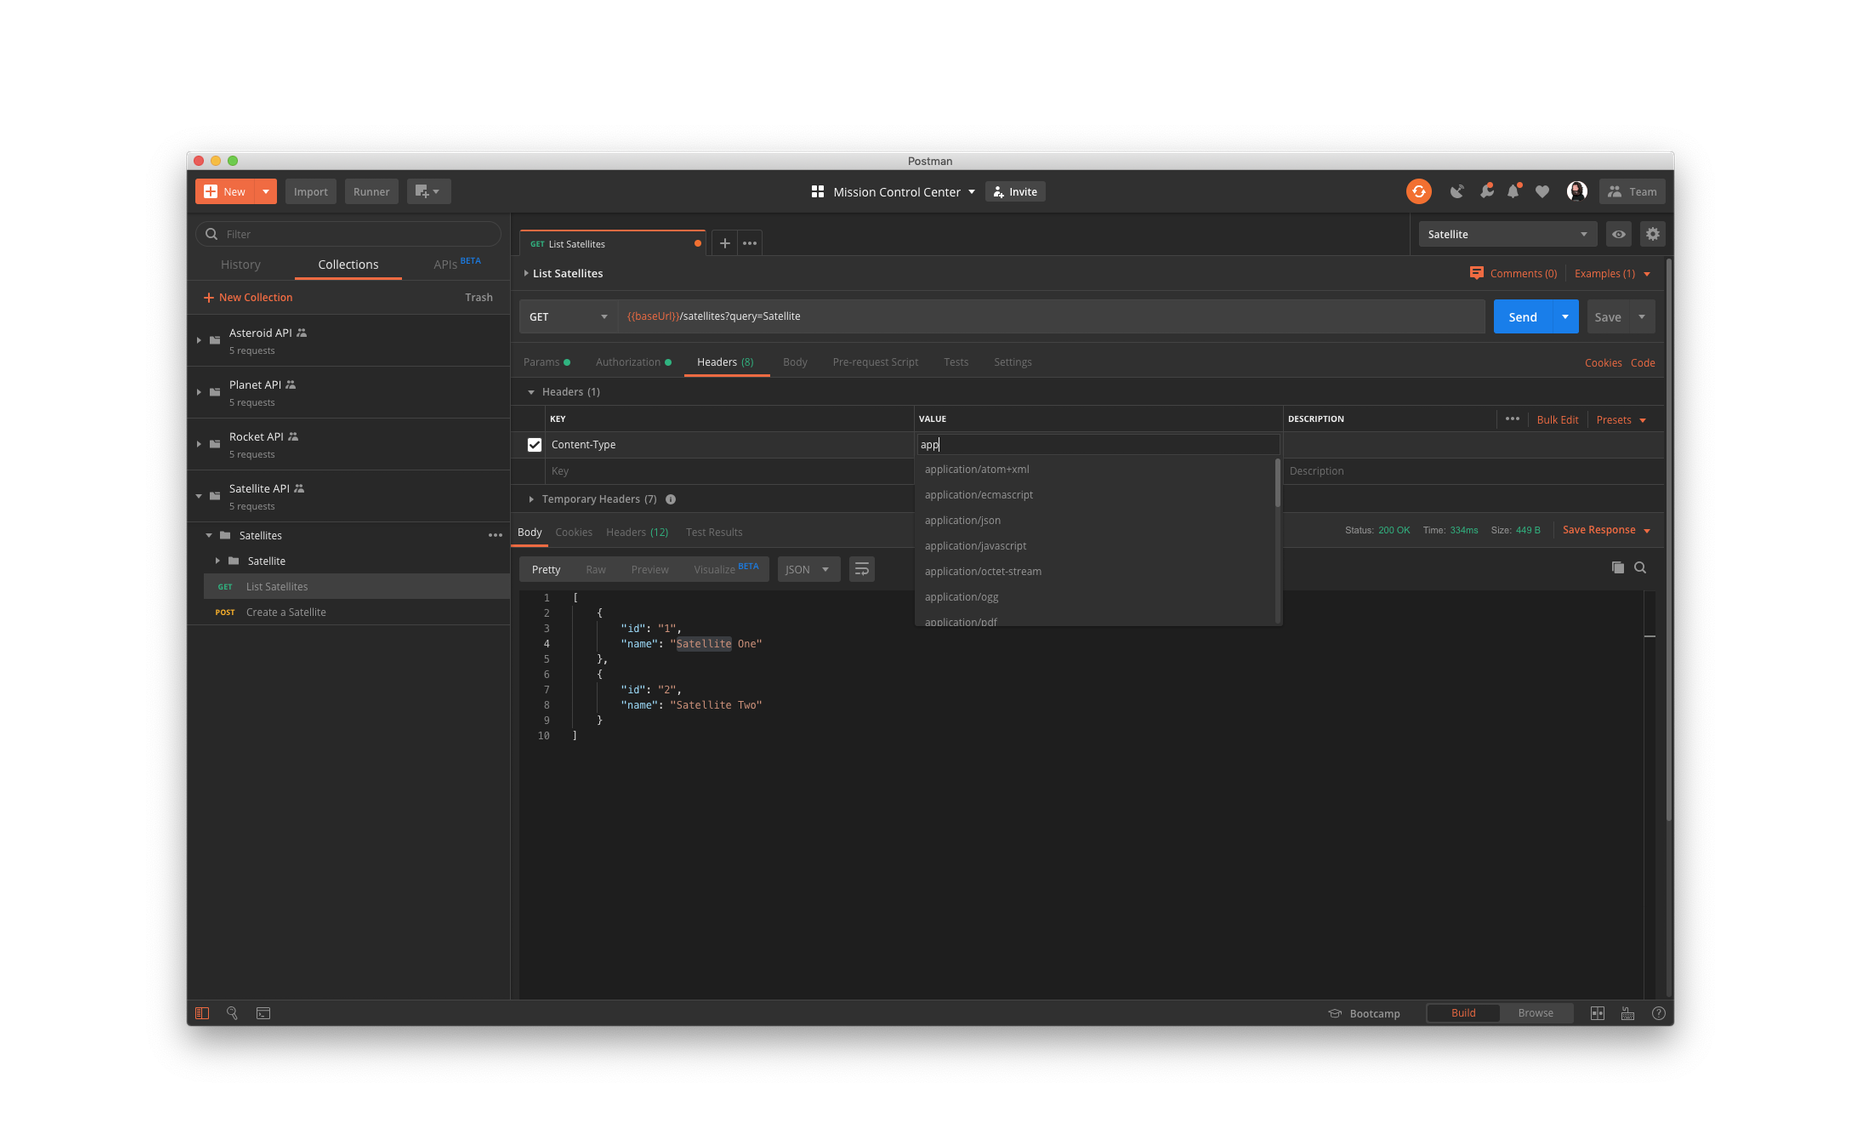 Postman
New
Import
Runner
Mission Control Center
Invite
Team
Filter
History
Collections
APIs BETA
New Collection
Trash
Asteroid API
5 requests
Planet API
5 requests
Rocket API
5 requests
Satellite API
5 requests
Satellites
Satellite
GET List Satellites
POST Create a Satellite
GET List Satellites
Satellite
List Satellites
Comments (0)
Examples (1)
GET
{{baseUrl}}/satellites?query=Satellite
Send
Save
Params
Authorization
Headers (8)
Body
Pre-request Script
Tests
Settings
Cookies
Code
Headers (1)
KEY
VALUE
DESCRIPTION
Bulk Edit
Presets
Content-Type
app
Key
Description
application/atom+xml
application/ecmascript
application/json
application/javascript
application/octet-stream
application/ogg
application/pdf
Temporary Headers (7)
Body
Cookies
Headers (12)
Test Results
Status: 200 OK
Time: 334ms
Size: 449 B
Save Response
Pretty
Raw
Preview
Visualize BETA
JSON
1 [
2 {
3 "id": "1",
4 "name": "Satellite One"
5 },
6 {
7 "id": "2",
8 "name": "Satellite Two"
9 }
10 ]
Bootcamp
Build
Browse